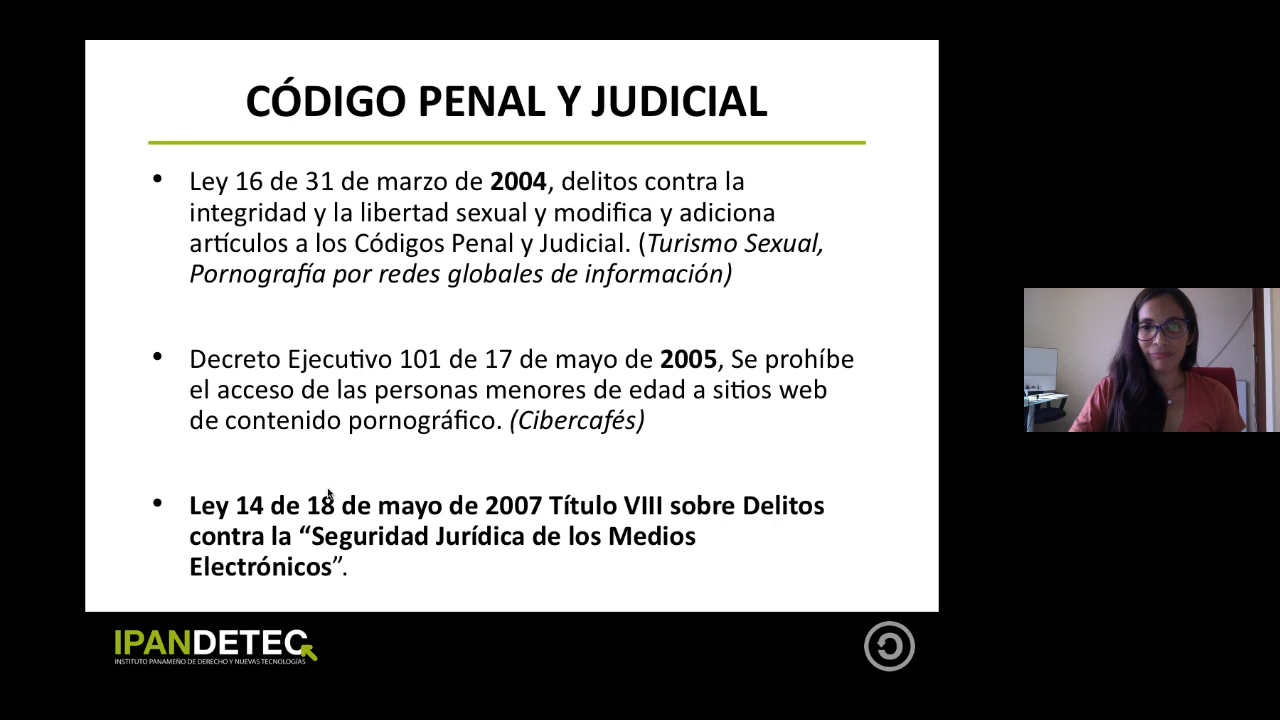 CÓDIGO PENAL Y JUDICIAL
• Ley 16 de 31 de marzo de 2004, delitos contra la
integridad y la libertad sexual y modifica y adiciona
artículos a los Códigos Penal y Judicial. (Turismo Sexual,
Pornografía por redes globales de información)
• Decreto Ejecutivo 101 de 17 de mayo de 2005, Se prohíbe
el acceso de las personas menores de edad a sitios web
de contenido pornográfico. (Cibercafés)
• Ley 14 de 18 de mayo de 2007 Título VIII sobre Delitos
contra la “Seguridad Jurídica de los Medios
Electrónicos”.
IPANDETEC
INSTITUTO PANAMEÑO DE DERECHO Y NUEVAS TECNOLOGÍAS